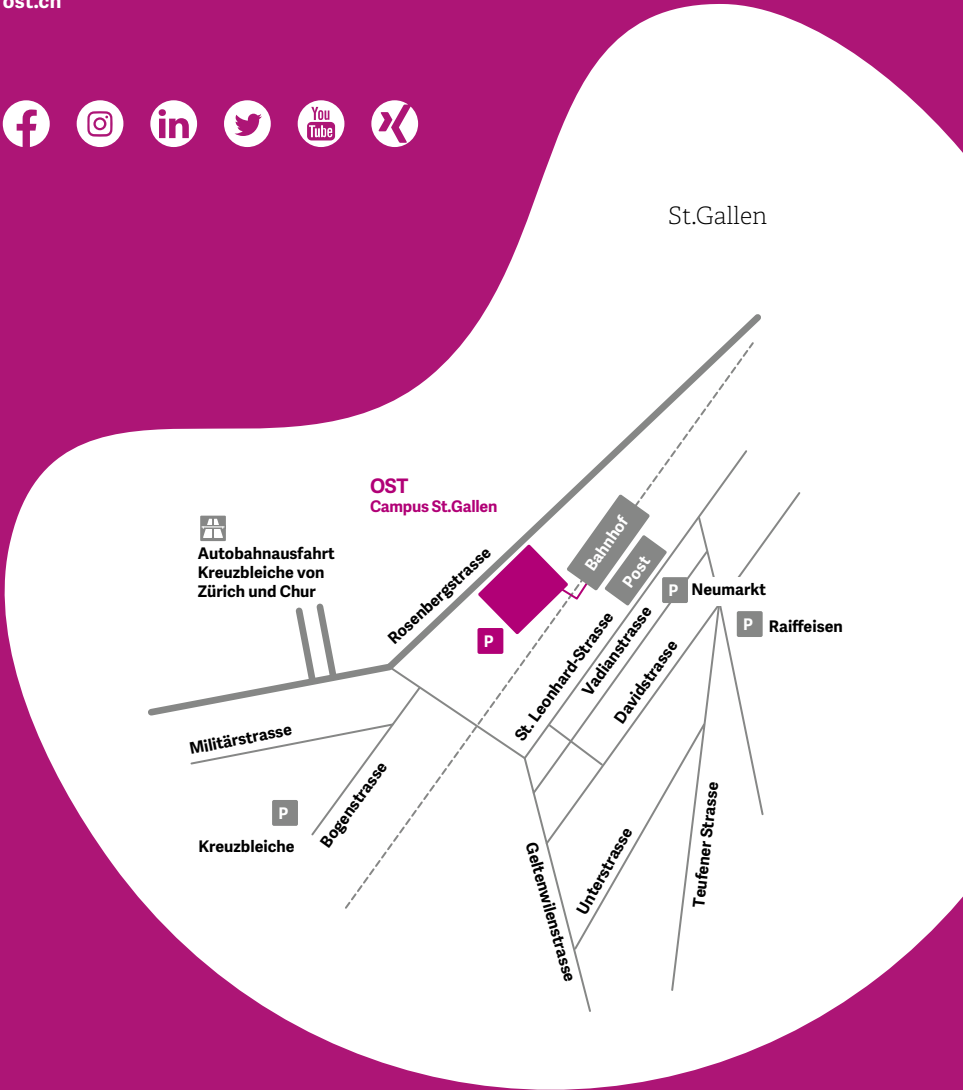 ost.ch
You
Tube
St.Gallen
OST
Campus St.Gallen
Autobahnausfahrt
Kreuzbleiche von
Zürich und Chur
Rosenbergstrasse
Bahnhof
Post
P
P
Neumarkt
P
Raiffeisen
St. Leonhard-Strasse
Vadianstrasse
Davidstrasse
Militärstrasse
Bogenstrasse
P
Kreuzbleiche
Geltenwilenstrasse
Unterstrasse
Teufener Strasse